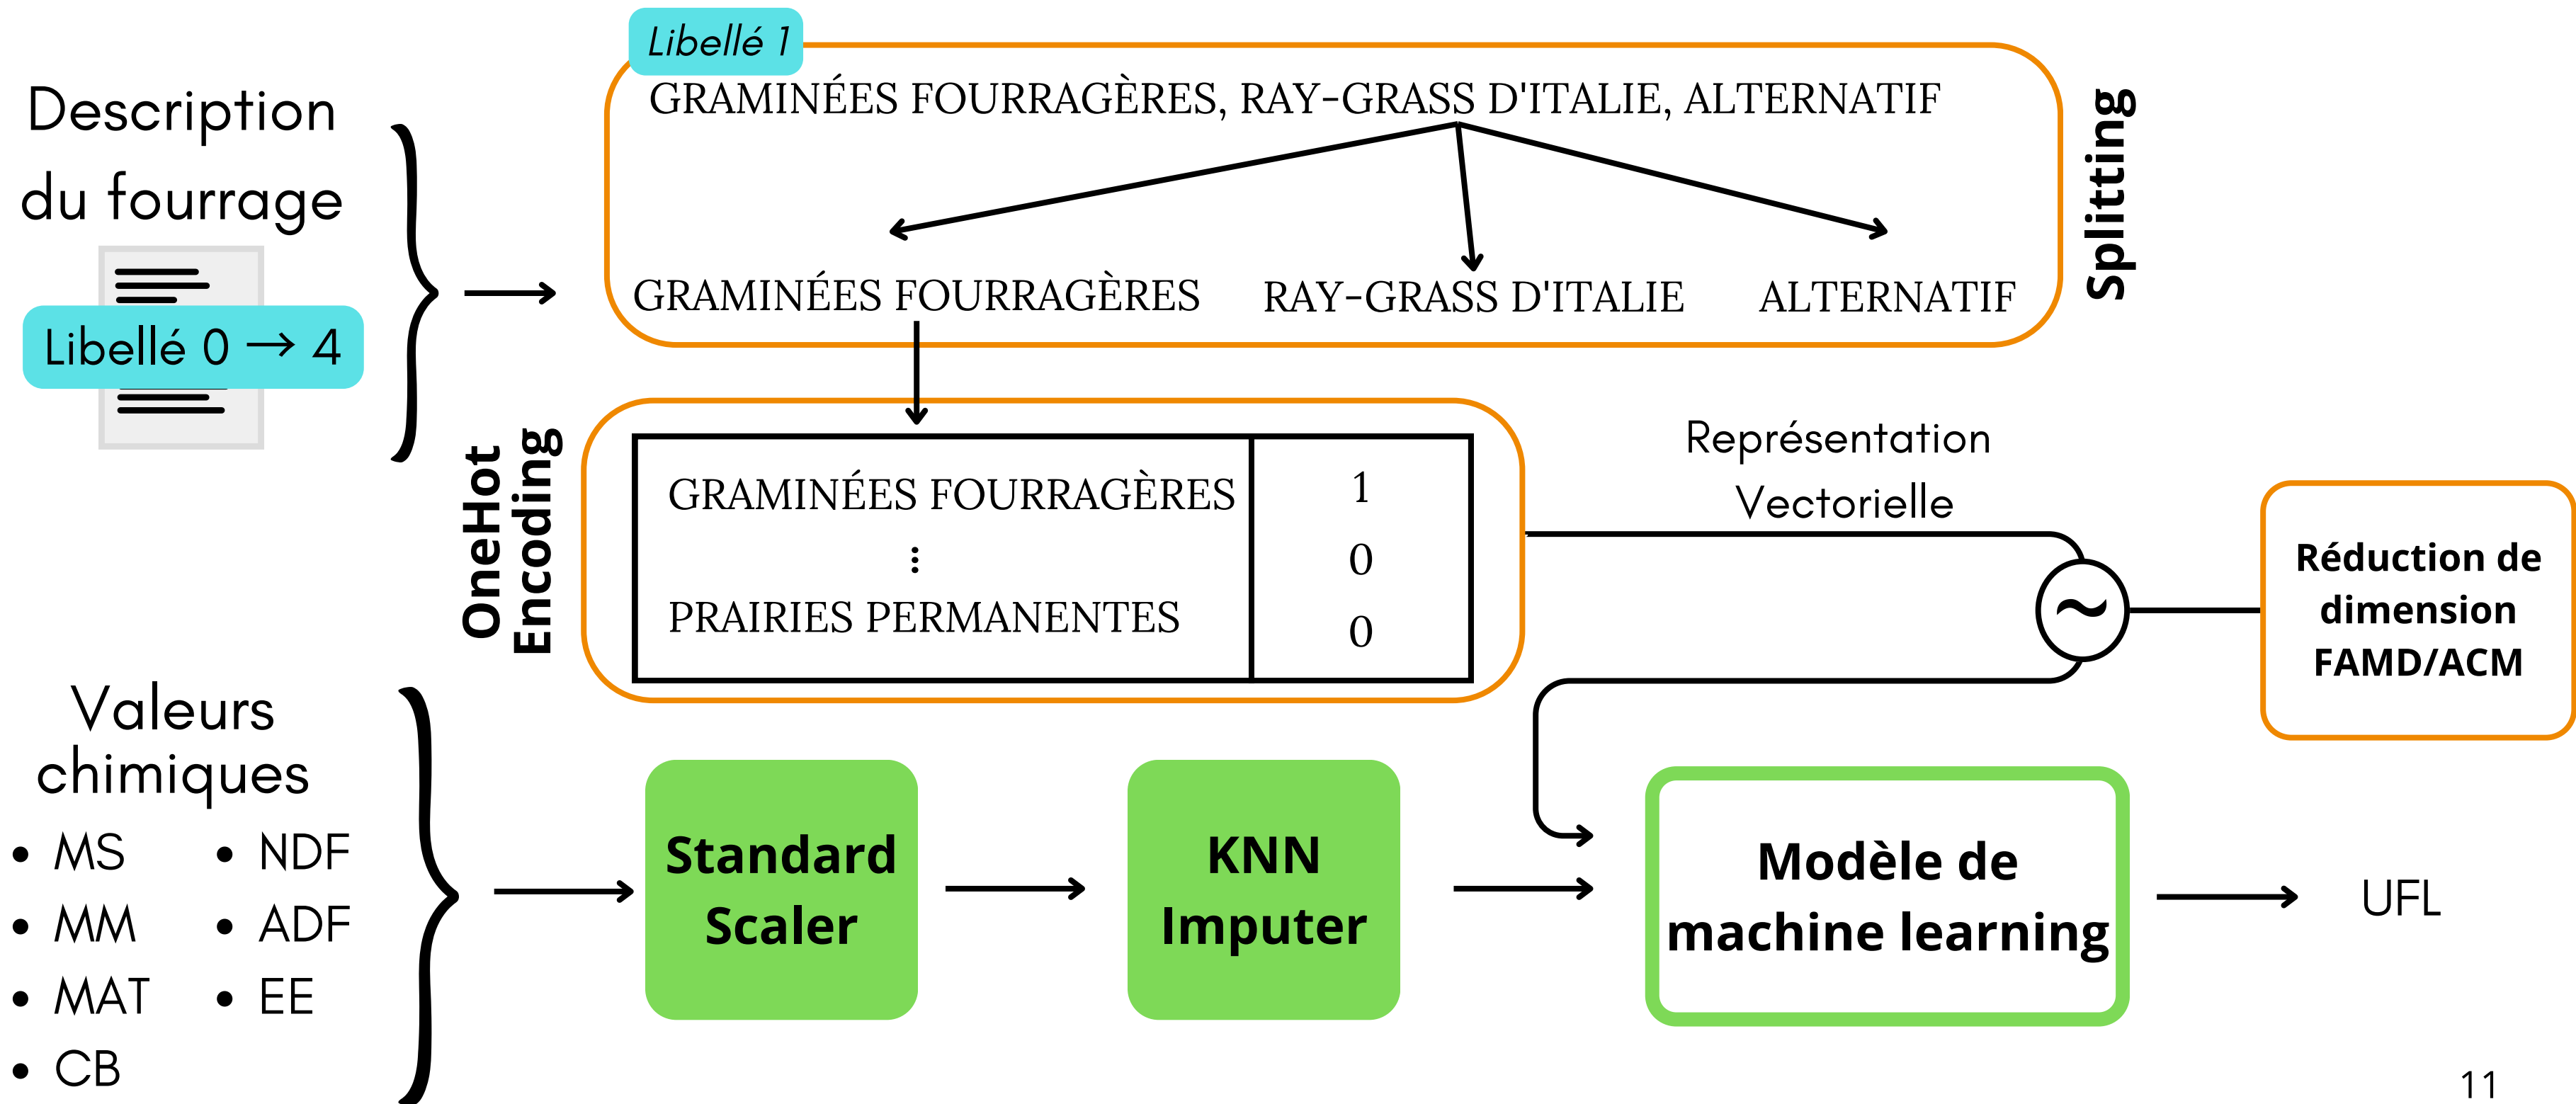 Libellé 1
GRAMINÉES FOURRAGÈRES, RAY-GRASS D'ITALIE, ALTERNATIF
GRAMINÉES FOURRAGÈRES
RAY-GRASS D'ITALIE
ALTERNATIF
Splitting
Description
du fourrage
Libellé 0 → 4
OneHot
Encoding
GRAMINÉES FOURRAGÈRES
1
⋮
0
PRAIRIES PERMANENTES
0
Représentation
Vectorielle
~
Réduction de
dimension
FAMD/ACM
Valeurs
chimiques
• MS
• MM
• MAT
• CB
• NDF
• ADF
• EE
Standard
Scaler
KNN
Imputer
Modèle de
machine learning
UFL
11